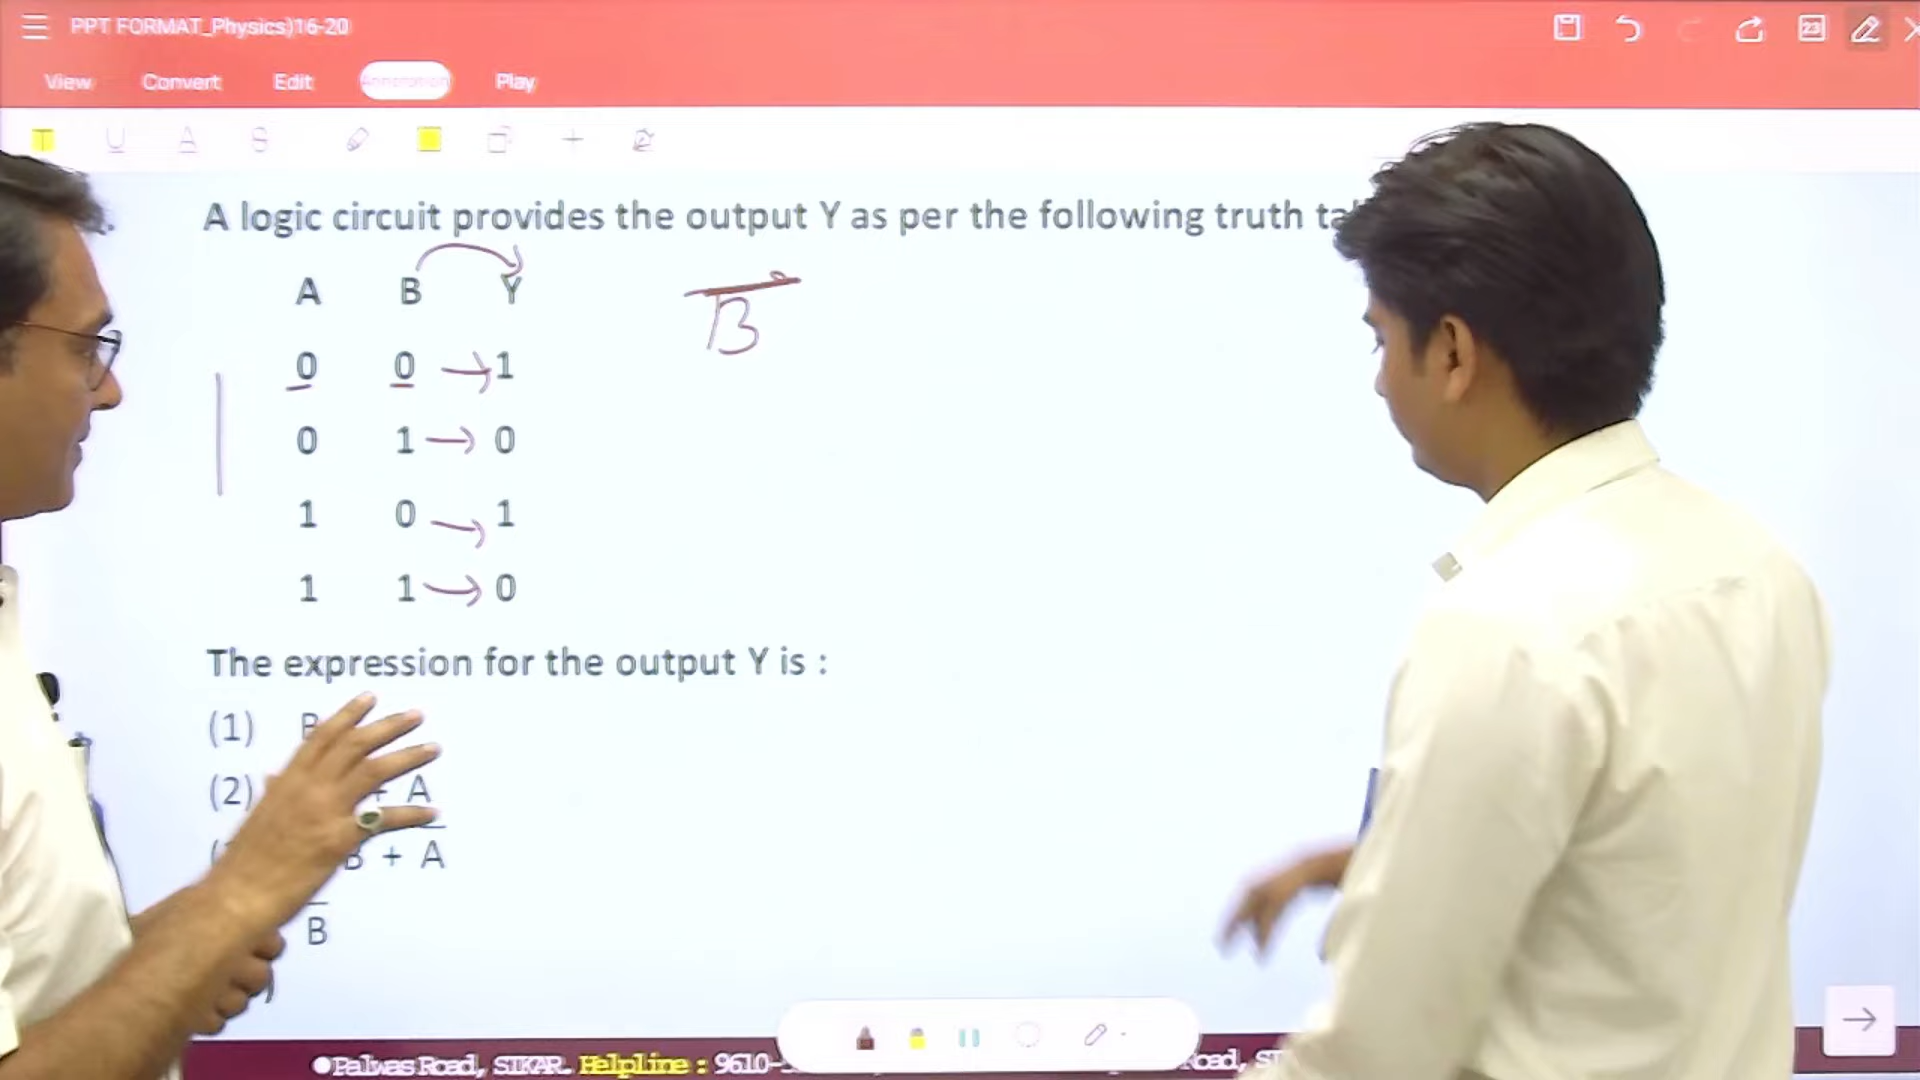 PPT FORMAT_Physics)16-20
23
View Convert Edit Annotation Play
T U A S
A logic circuit provides the output Y as per the following truth
A B Y
B
0 0 → 1
0 1 → 0
1 0 → 1
1 1 → 0
The expression for the output Y is :
(1) B
(2) + A
B + A
B
●Palwas Road, SIKAR. Helpline : 9610-